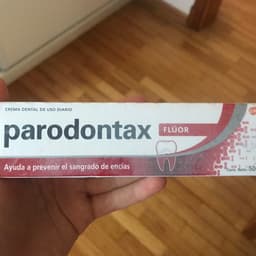 CREMA DENTAL DE USO DIARIO
parodontax
FLÚOR
Ayuda a prevenir el sangrado de encías